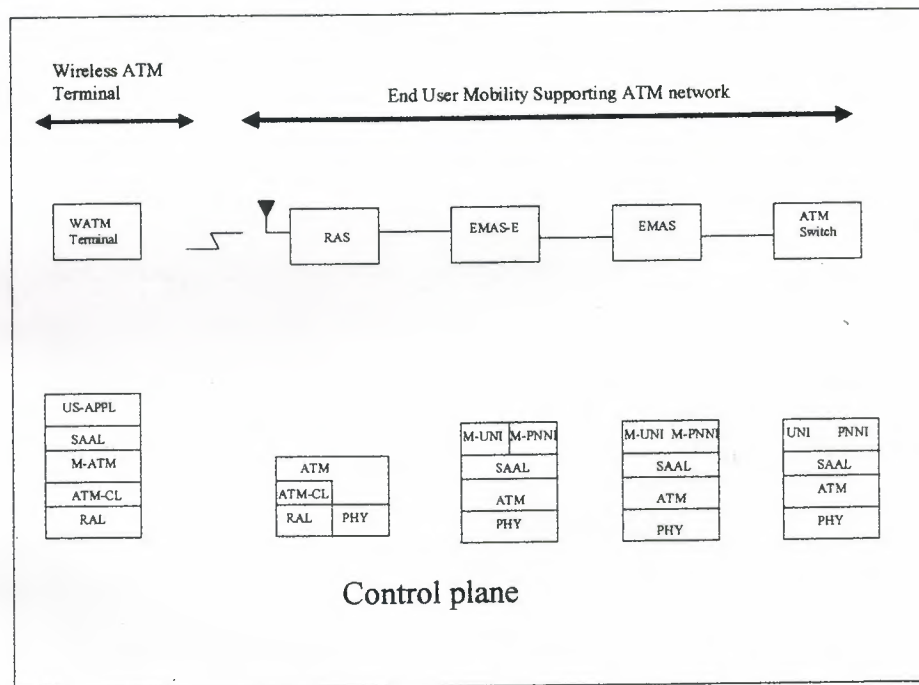 Wireless ATM
Terminal
End User Mobility Supporting ATM network
WATM
Terminal
RAS
EMAS-E
EMAS
ATM
Switch
US-APPL
SAAL
M-ATM
ATM-CL
RAL
ATM
ATM-CL
RAL PHY
M-UNI M-PNNI
SAAL
ATM
PHY
M-UNI M-PNNI
SAAL
ATM
PHY
UNI PNNI
SAAL
ATM
PHY
Control plane